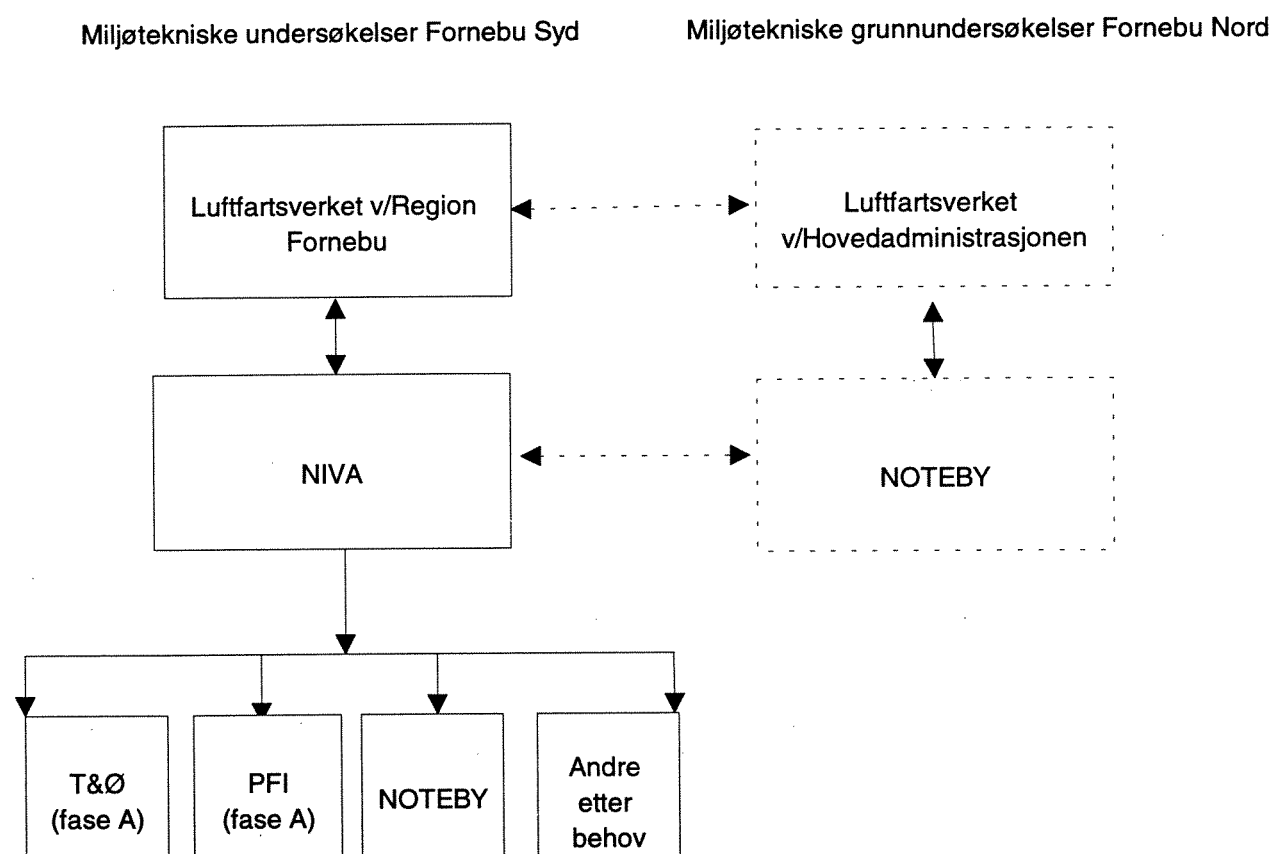 Miljøtekniske undersøkelser Fornebu Syd
Miljøtekniske grunnundersøkelser Fornebu Nord
Luftfartsverket v/Region
Fornebu
Luftfartsverket
v/Hovedadministrasjonen
NIVA
NOTEBY
T&Ø
(fase A)
PFI
(fase A)
NOTEBY
Andre
etter
behov